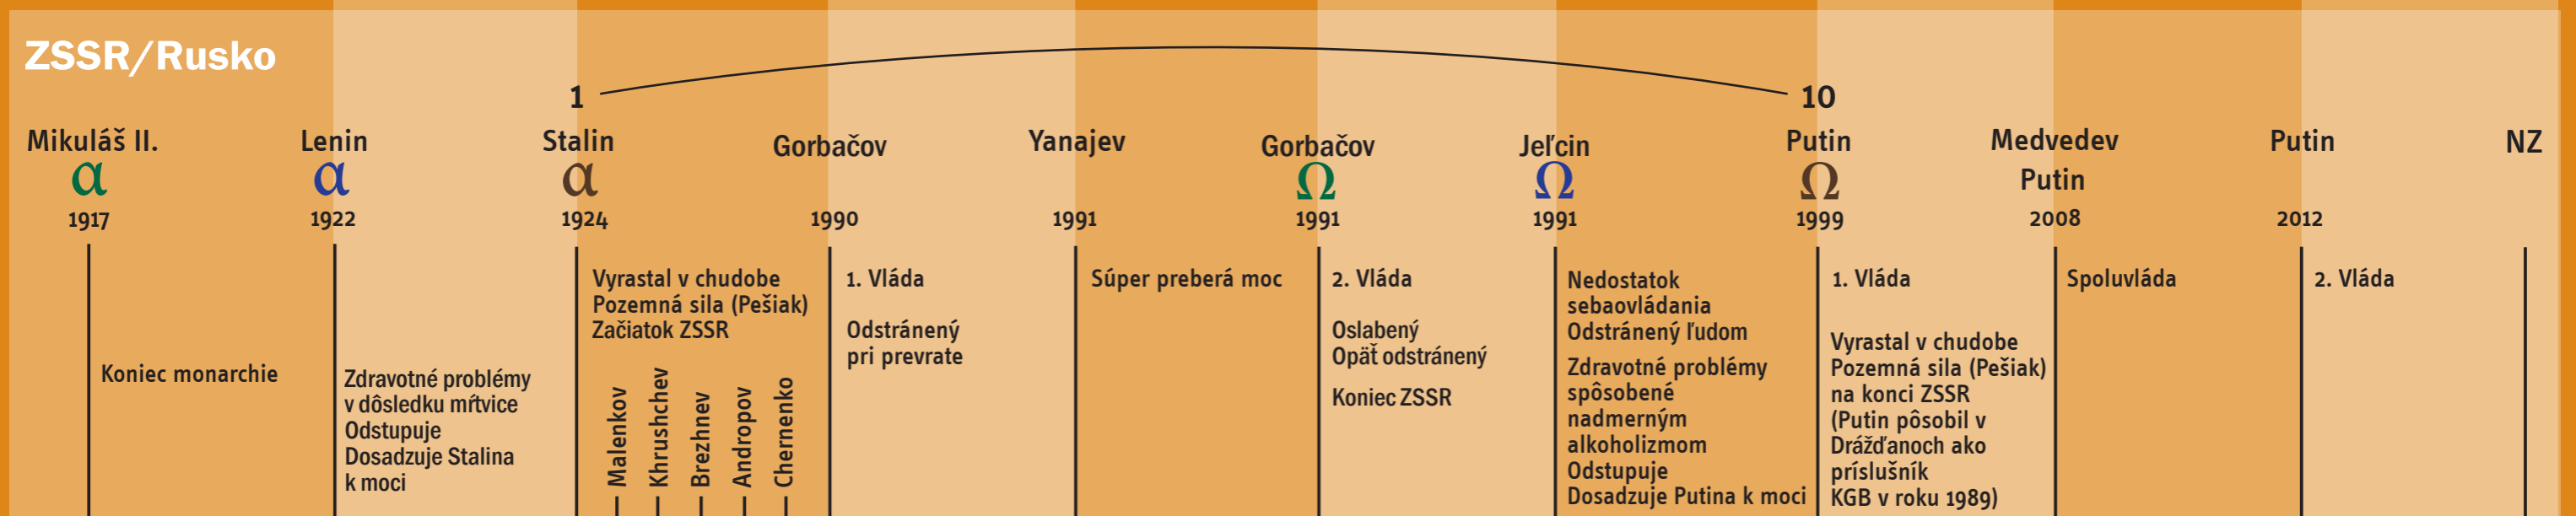 ZSSR/Rusko
1
10
Mikuláš II.
Lenin
Stalin
Gorbačov
Yanajev
Gorbačov
Jeľcin
Putin
Medvedev
Putin
Putin
NZ
α
α
α
Ω
Ω
Ω
1917
1922
1924
1990
1991
1991
1991
1999
2008
2012
Koniec monarchie
Zdravotné problémy
v dôsledku mŕtvice
Odstupuje
Dosadzuje Stalina
k moci
Vyrastal v chudobe
Pozemná sila (Pešiak)
Začiatok ZSSR
Malenkov
Khrushchev
Brezhnev
Andropov
Chernenko
1. Vláda
Odstránený
pri prevrate
Súper preberá moc
2. Vláda
Oslabený
Opäť odstránený
Koniec ZSSR
Nedostatok
sebaovládania
Odstránený ľudom
Zdravotné problémy
spôsobené
nadmerným
alkoholizmom
Odstupuje
Dosadzuje Putina k moci
1. Vláda
Vyrastal v chudobe
Pozemná sila (Pešiak)
na konci ZSSR
(Putin pôsobil v
Drážďanoch ako
príslušník
KGB v roku 1989)
Spoluvláda
2. Vláda